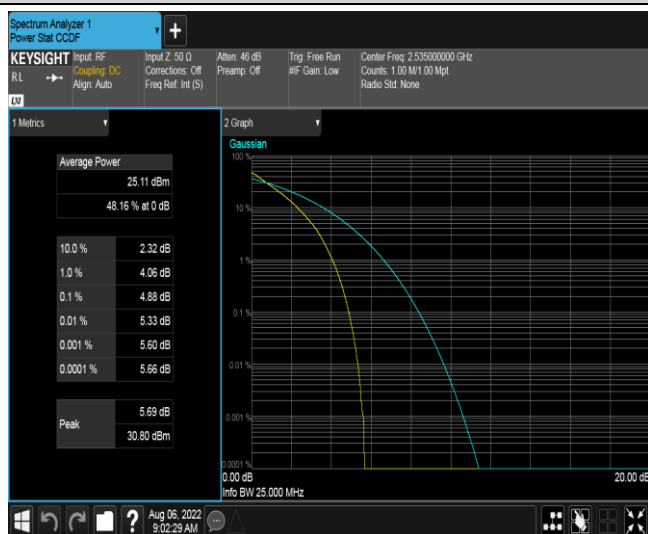 Spectrum Analyzer 1
Power Stat CCDF
+
KEYSIGHT
RL
LXI
Input: RF
Coupling: DC
Align: Auto
Input Z: 50 Ω
Corrections: Off
Freq Ref: Int (S)
Atten: 46 dB
Preamp: Off
Trig: Free Run
#IF Gain: Low
Center Freq: 2.535000000 GHz
Counts: 1.00 M/1.00 Mpt
Radio Std: None
1 Metrics
Average Power
25.11 dBm
48.16 % at 0 dB
10.0 % 2.32 dB
1.0 % 4.06 dB
0.1 % 4.88 dB
0.01 % 5.33 dB
0.001 % 5.60 dB
0.0001 % 5.66 dB
Peak
5.69 dB
30.80 dBm
2 Graph
Gaussian
100 %
10 %
1 %
0.1 %
0.01 %
0.001 %
0.0001 %
0.00 dB
20.00 dB
Info BW 25.000 MHz
?
Aug 06, 2022
9:02:29 AM